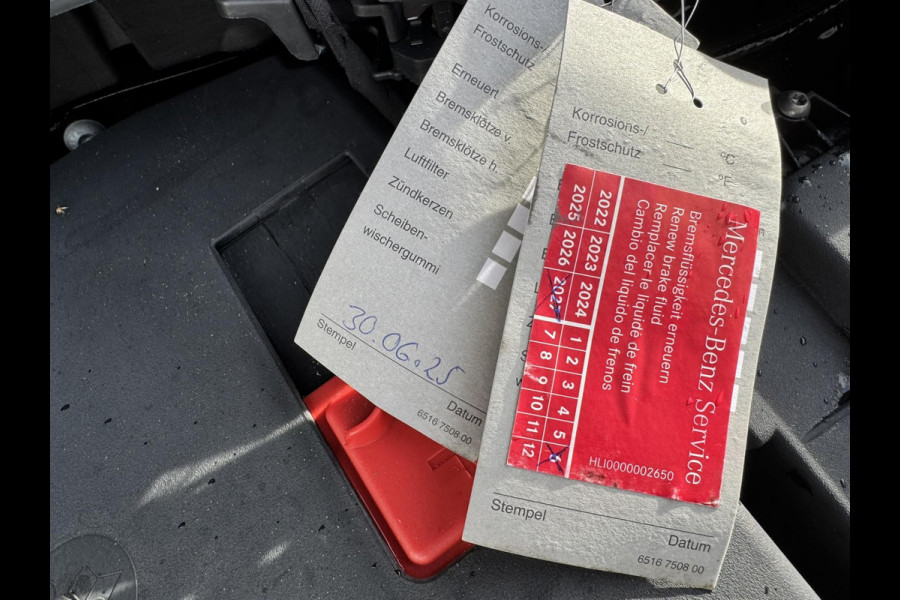 Korrosions-
Frostschutz
Erneuert
Bremsklötze v.
Bremsklötze h.
Luftfilter
Zündkerzen
Scheiben-
wischergummi
30.06.25
Stempel
Datum
6516 7508 00
Korrosions-/
Frostschutz
°C
°F
Mercedes-Benz Service
Bremsflüssigkeit erneuern
Renew brake fluid
Remplacer le liquide de frein
Cambio del liquido de frenos
2022 2023 2024 1 2 3 4 5 6
2025 2026 2027 7 8 9 10 11 12
HLI0000002650
Stempel
Datum
6516 7508 00